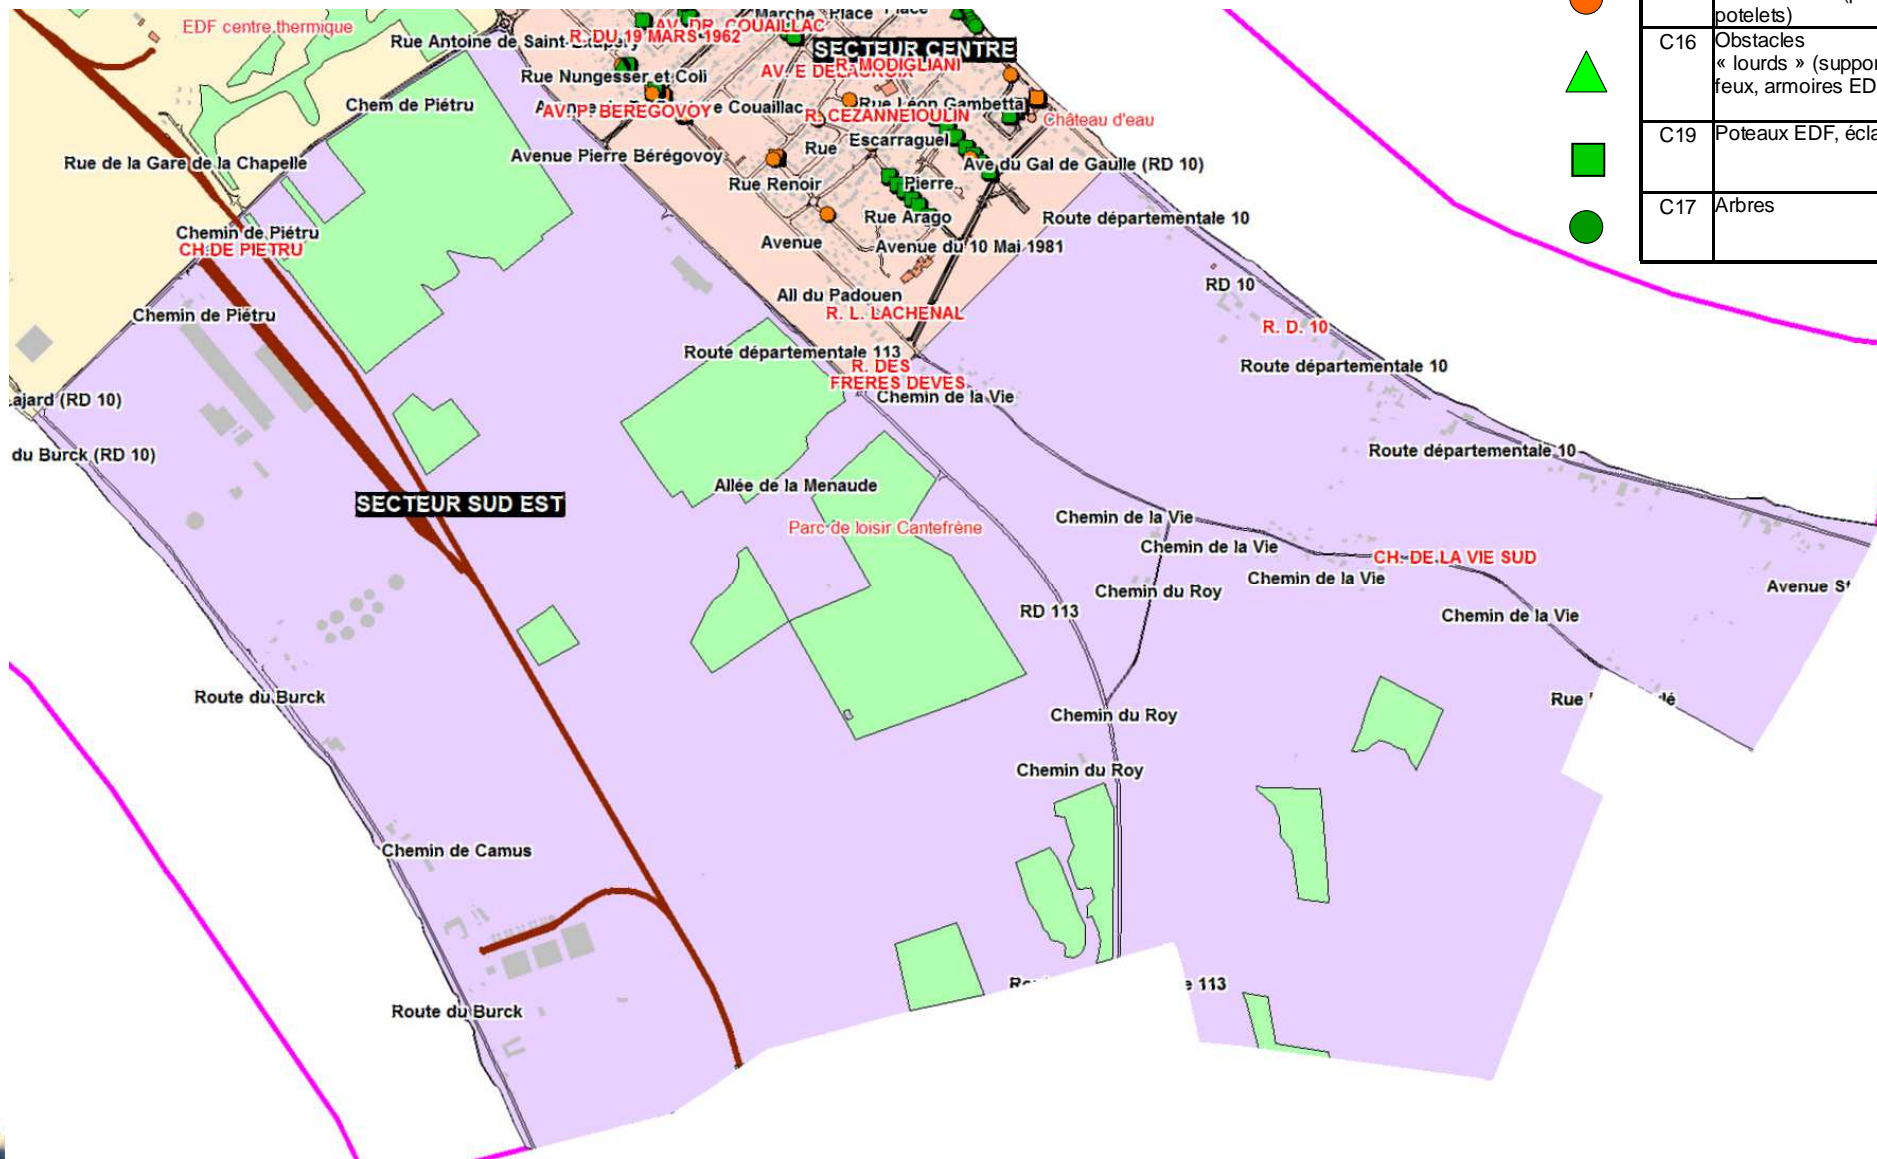 EDF centre thermique
Marché Place Place
AV. DR. COUAILLAC
Rue Antoine de Saint-Exupéry
R. DU 19 MARS 1962
SECTEUR CENTRE
R. MODIGLIANI
AV. E DELACROIX
Rue Nungesser et Coli
Chem de Piétru
Couaillac
AV. P. BEREGOVOY
Rue Léon Gambetta
R. CEZANNE
Château d'eau
Escarraguel
Rue
Rue de la Gare de la Chapelle
Avenue Pierre Bérégovoy
Ave du Gal de Gaulle (RD 10)
Rue Renoir
Pierre
Rue Arago
Route départementale 10
Chemin de Piétru
CH.DE PIETRU
Avenue
Avenue du 10 Mai 1981
RD 10
All du Padouen
R. L. LACHENAL
Chemin de Piétru
R. D. 10
Route départementale 113
R. DES
FRERES DEVES
Route départementale 10
Chemin de la Vie
ajard (RD 10)
du Burck (RD 10)
Route départementale 10
Allée de la Menaude
SECTEUR SUD EST
Parc de loisir Cantefrêne
Chemin de la Vie
Chemin de la Vie
CH. DE LA VIE SUD
Chemin de la Vie
Chemin du Roy
Avenue St
RD 113
Chemin de la Vie
Route du Burck
Rue
lé
Chemin du Roy
Chemin du Roy
Chemin de Camus
e 113
Route du Burck
potelets)
C16 Obstacles
« lourds » (suppor
feux, armoires ED
C19 Poteaux EDF, écla
C17 Arbres